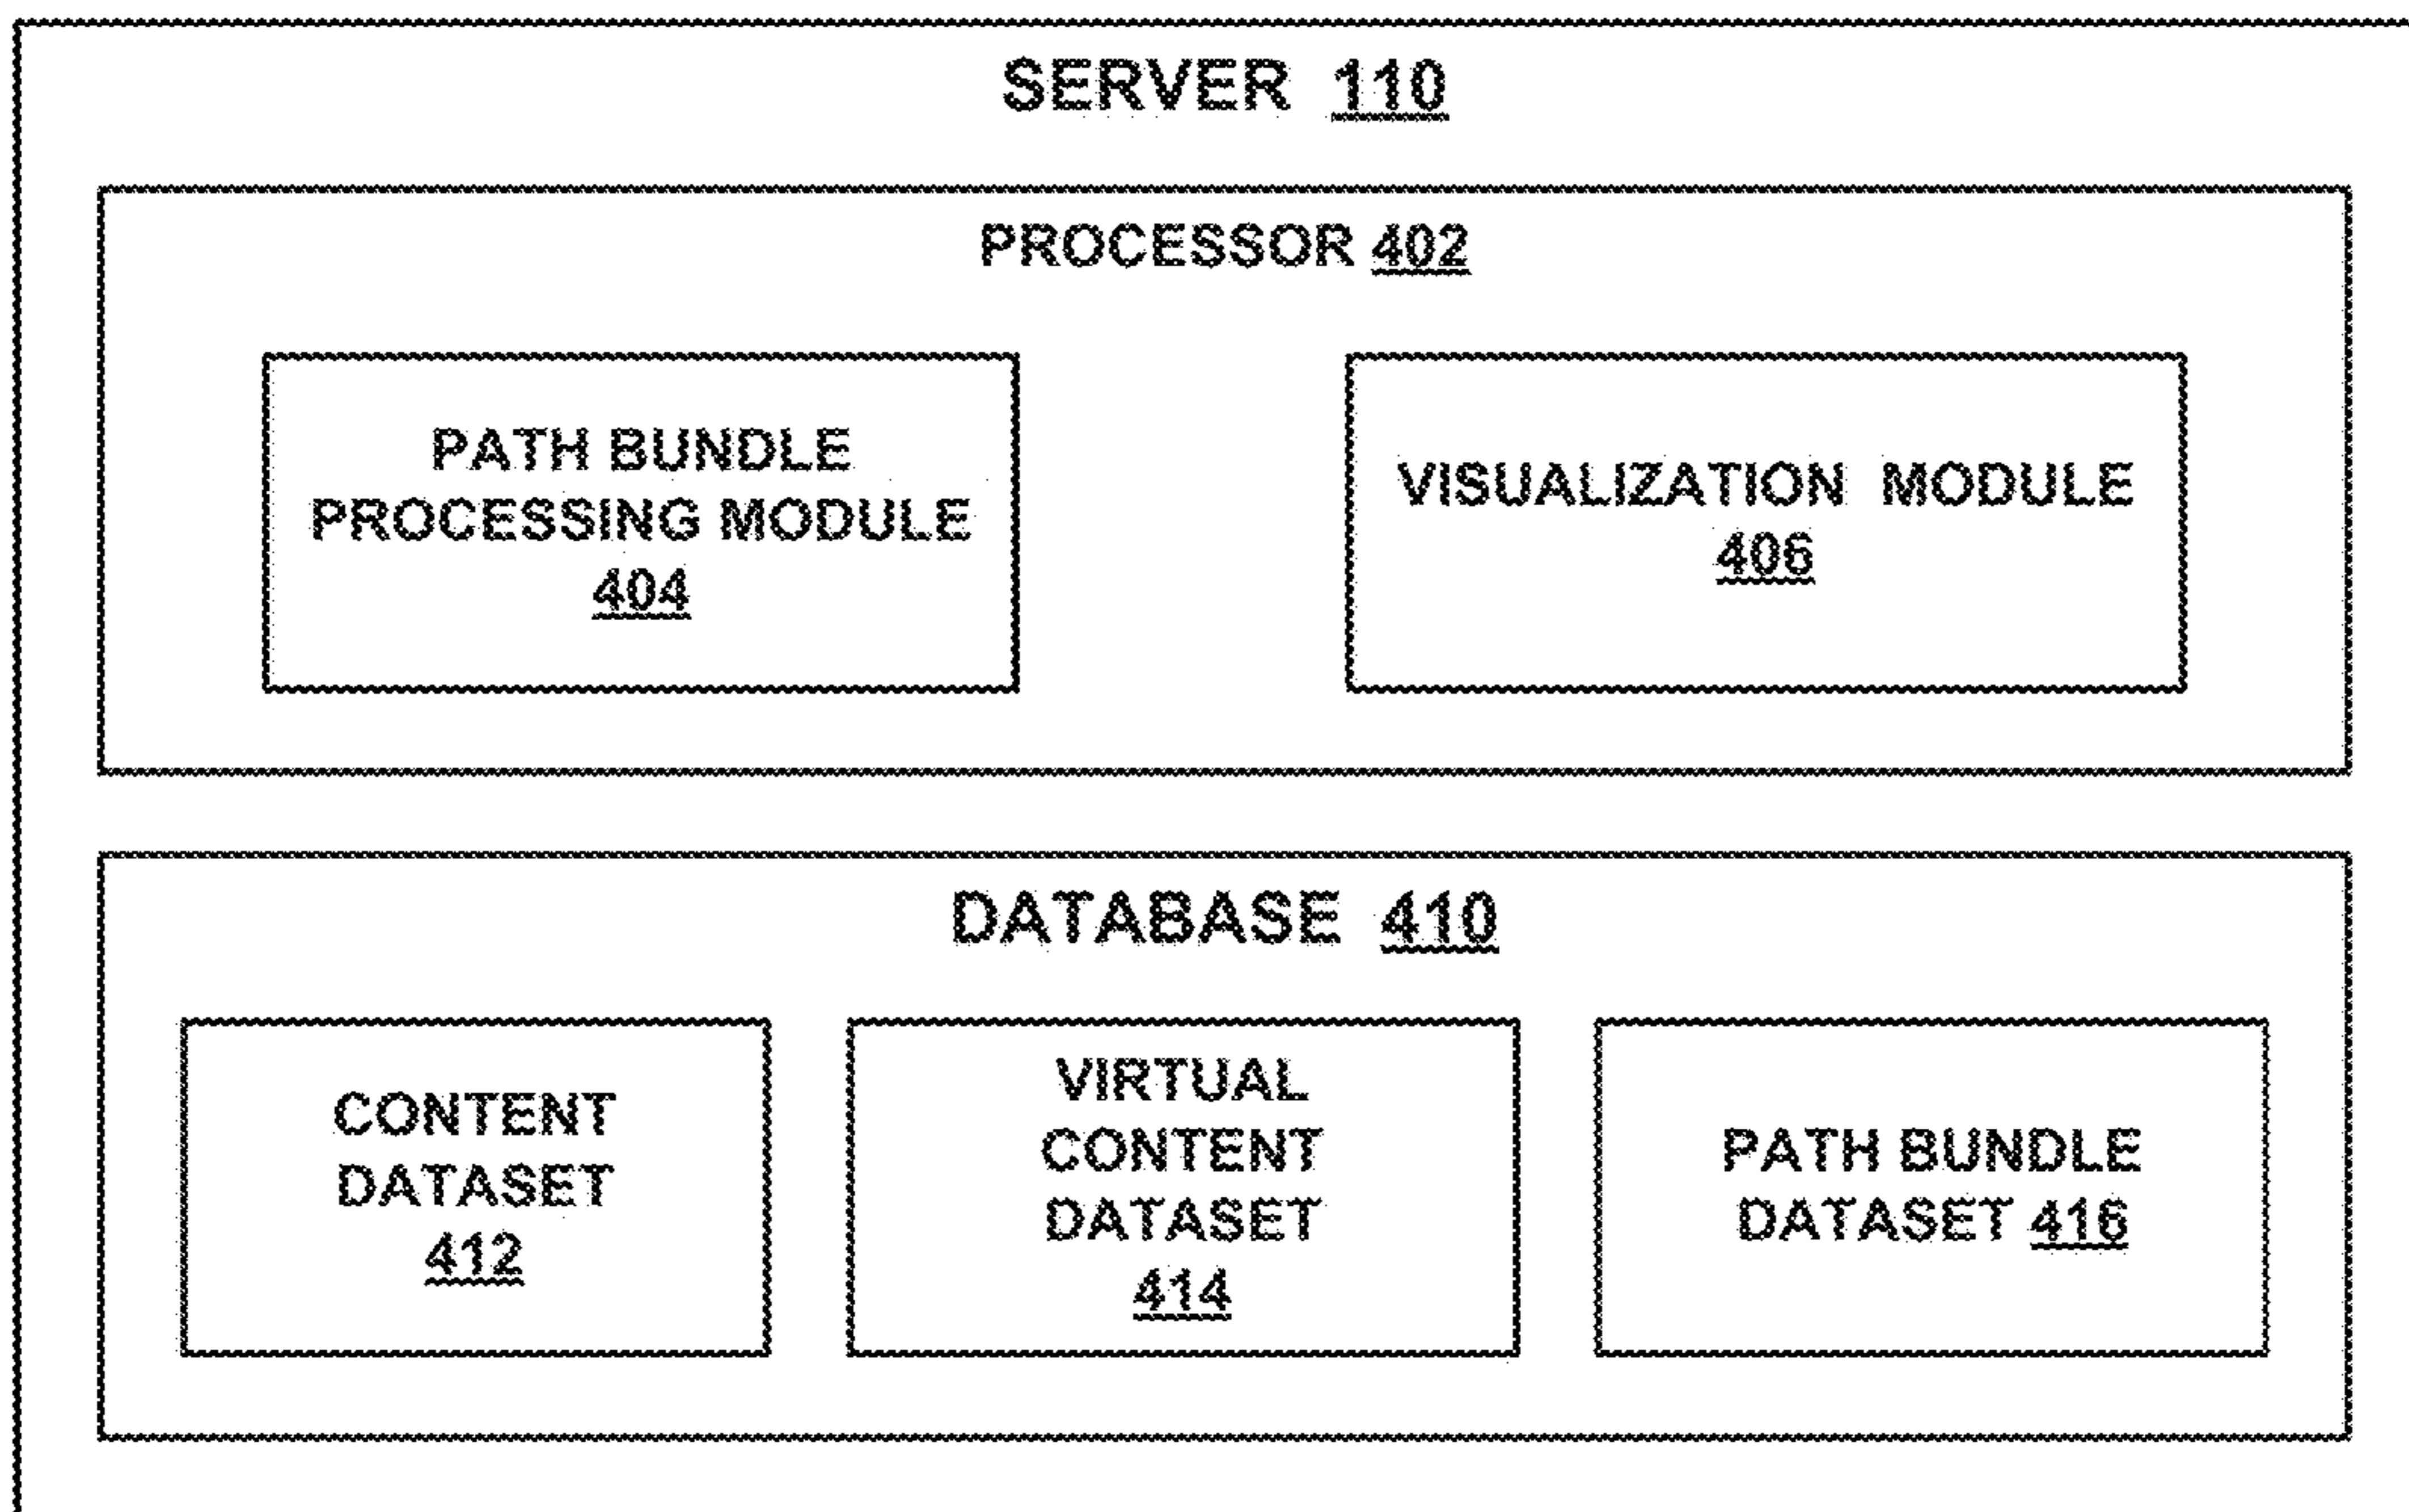 SERVER 110
PROCESSOR 402
PATH BUNDLE
PROCESSING MODULE
404
VISUALIZATION MODULE
406
DATABASE 410
CONTENT
DATASET
412
VIRTUAL
CONTENT
DATASET
414
PATH BUNDLE
DATASET 416